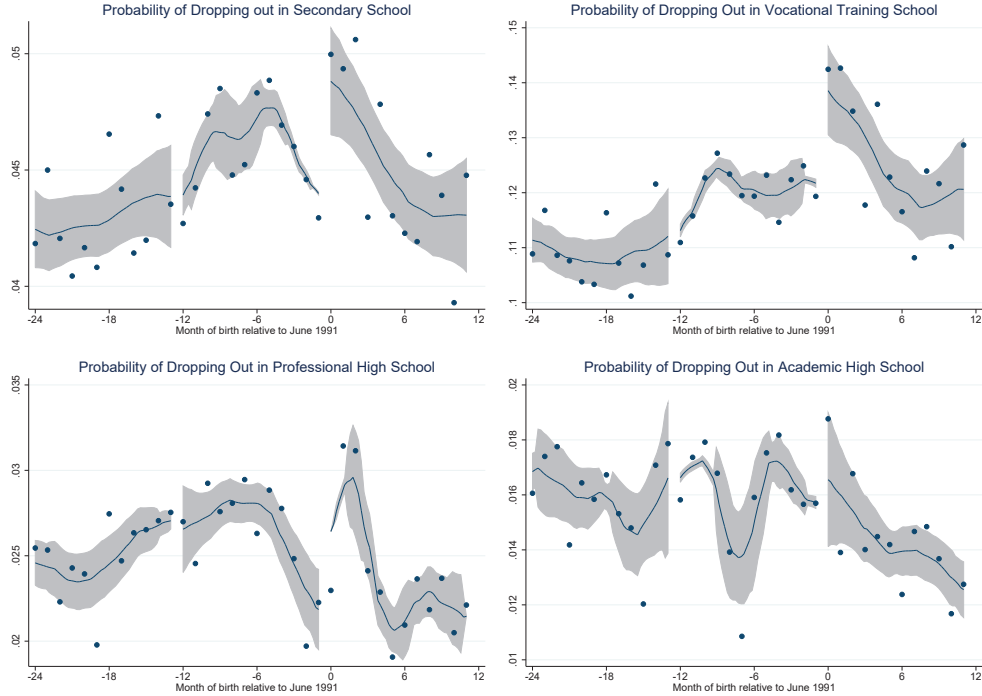 Probability of Dropping out in Secondary School
.05
.045
.04
-24 -18 -12 -6 0 6 12
Month of birth relative to June 1991
Probability of Dropping Out in Vocational Training School
.15
.14
.13
.12
.11
.1
-24 -18 -12 -6 0 6 12
Month of birth relative to June 1991
Probability of Dropping Out in Professional High School
.035
.03
.025
.02
-24 -18 -12 -6 0 6 12
Month of birth relative to June 1991
Probability of Dropping Out in Academic High School
.02
.018
.016
.014
.012
.01
-24 -18 -12 -6 0 6 12
Month of birth relative to June 1991